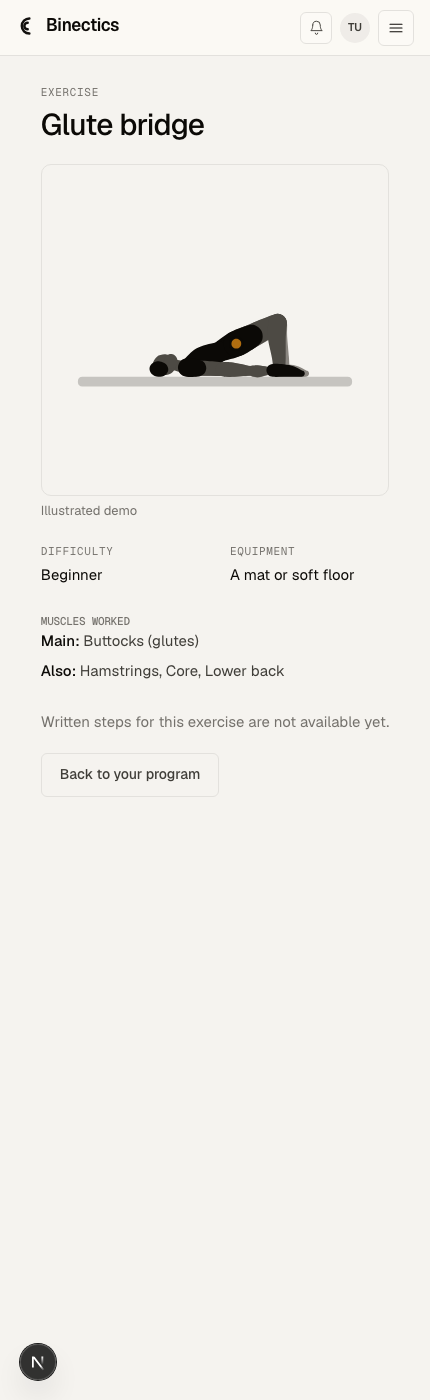 Binectics
TU
EXERCISE
Glute bridge
Illustrated demo
DIFFICULTY
Beginner
EQUIPMENT
A mat or soft floor
MUSCLES WORKED
Main: Buttocks (glutes)
Also: Hamstrings, Core, Lower back
Written steps for this exercise are not available yet.
Back to your program
N